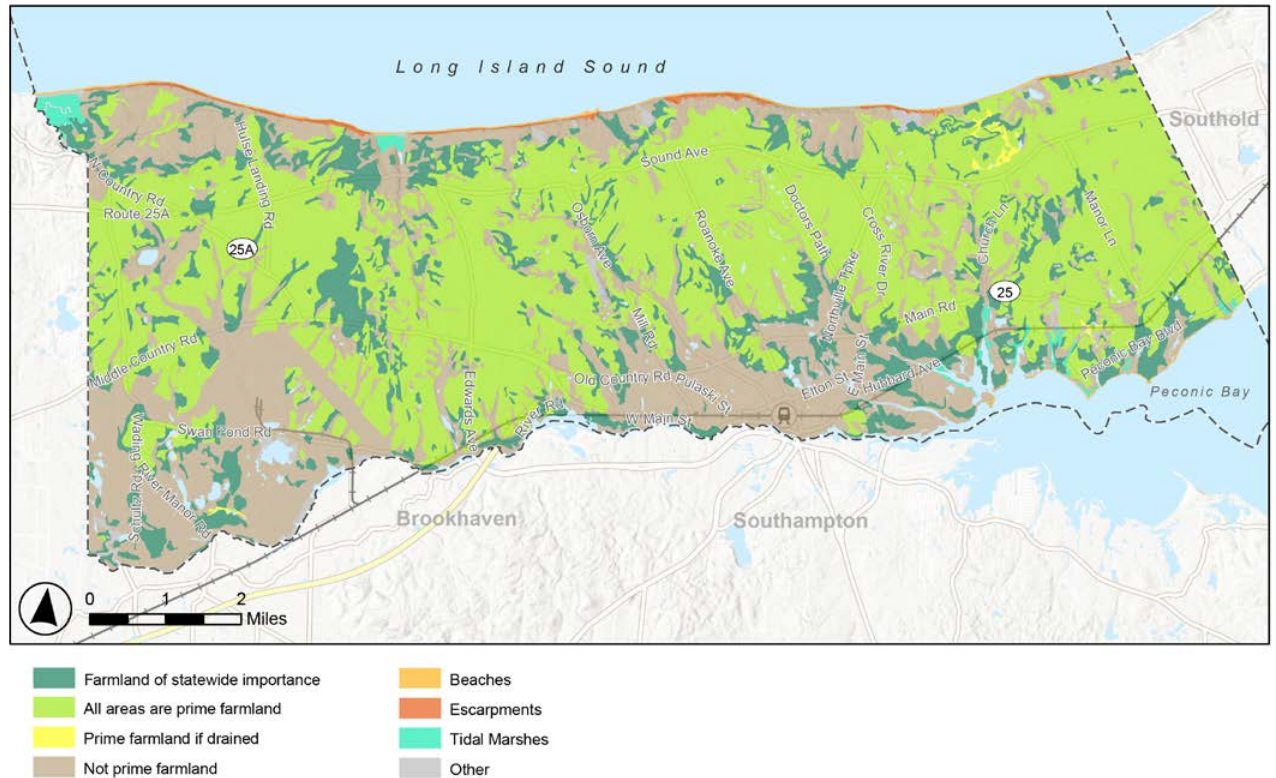 Long Island Sound
Southold
Sound Ave
N Country Rd
Route 25A
Hulse Landing Rd
25A
Osborn Ave
Roanoke Ave
Doctors Path
Cross River Dr
Church Ln
Manor Ln
25
Northville Tpke
Main Rd
Mill Rd
Middle Country Rd
Edwards Ave
Old Country Rd
Pulaski St
Elton St
E Main St
Hubbard Ave
Peconic Bay Blvd
Peconic Bay
River Rd
W Main St
Swan Pond Rd
Wading River Manor Rd
South
Brookhaven
Southampton
0 1 2
Miles
Farmland of statewide importance
All areas are prime farmland
Prime farmland if drained
Not prime farmland
Beaches
Escarpments
Tidal Marshes
Other